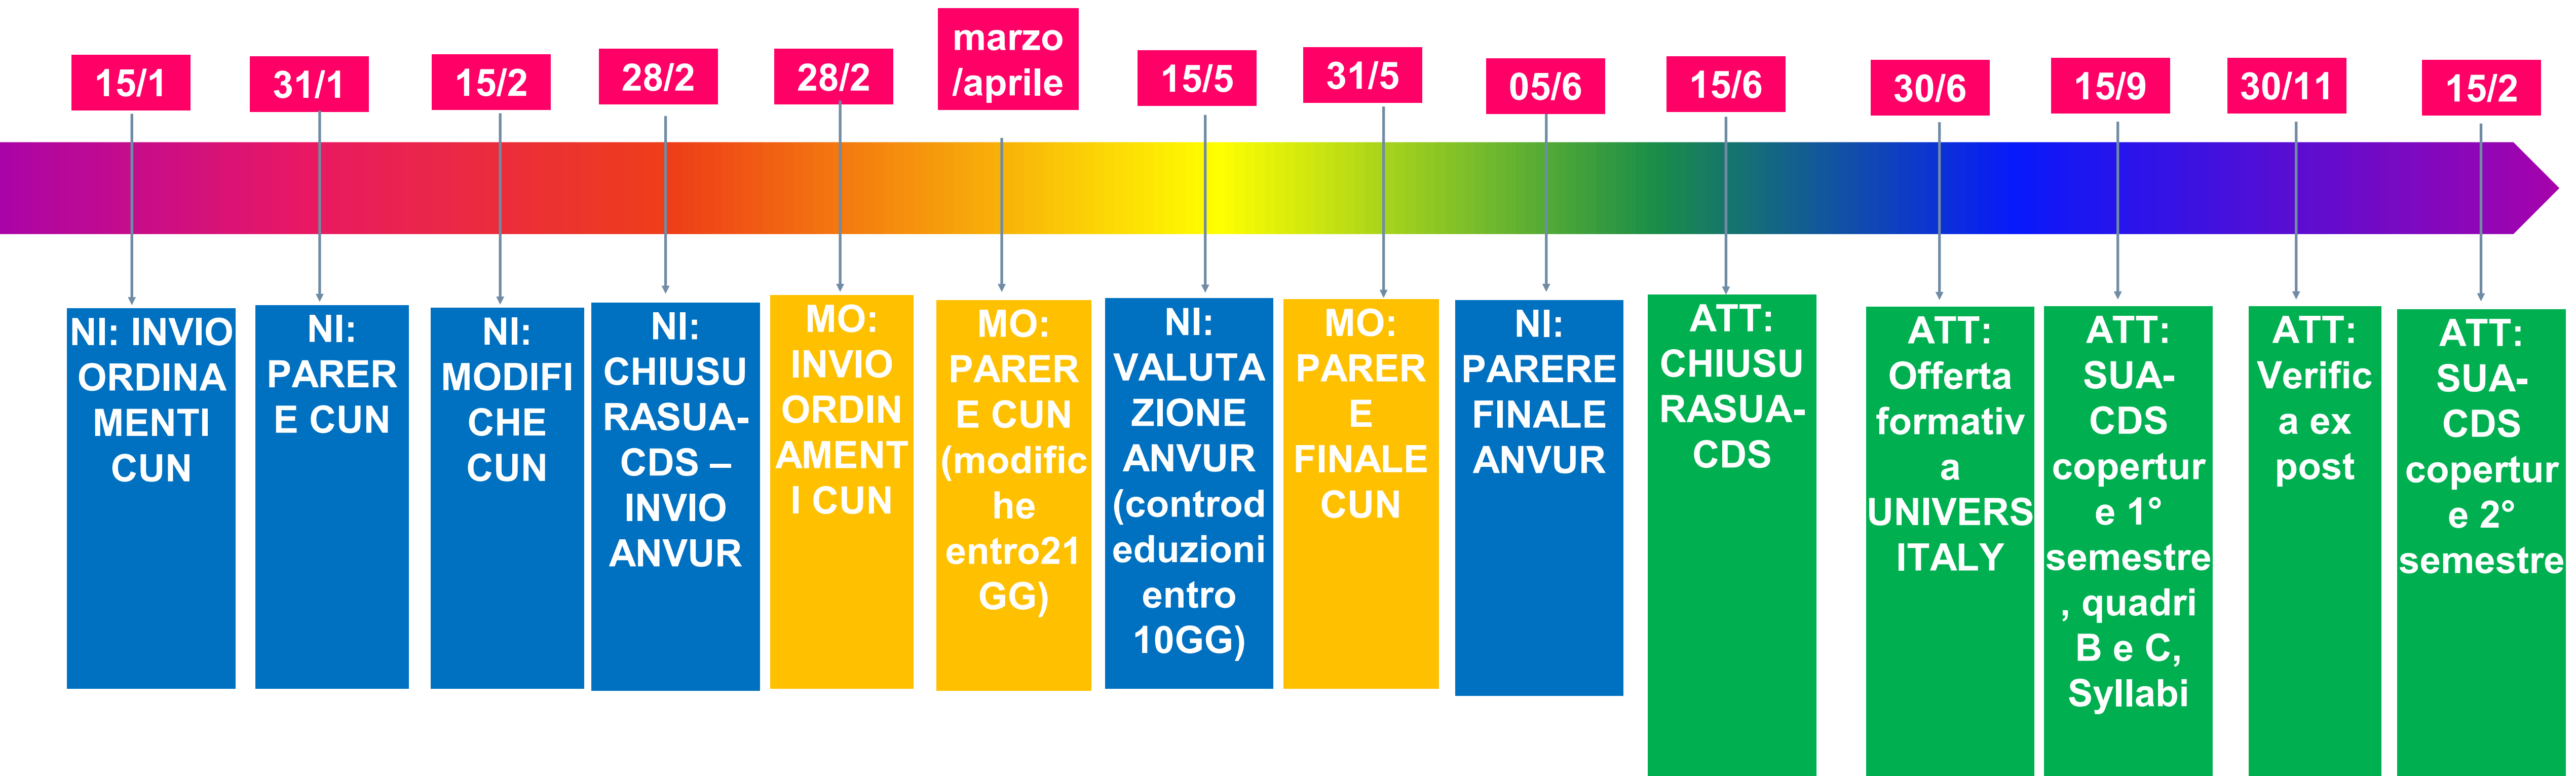 15/1
31/1
15/2
28/2
28/2
marzo
/aprile
15/5
31/5
05/6
15/6
30/6
15/9
30/11
15/2
NI: INVIO
ORDINA
MENTI
CUN
NI:
PARER
E CUN
NI:
MODIFI
CHE
CUN
NI:
CHIUSU
RASUA-
CDS –
INVIO
ANVUR
MO:
INVIO
ORDIN
AMENT
I CUN
MO:
PARER
E CUN
(modific
he
entro21
GG)
NI:
VALUTA
ZIONE
ANVUR
(controd
eduzioni
entro
10GG)
MO:
PARER
E
FINALE
CUN
NI:
PARERE
FINALE
ANVUR
ATT:
CHIUSU
RASUA-
CDS
ATT:
Offerta
formativ
a
UNIVERS
ITALY
ATT:
SUA-
CDS
copertur
e 1°
semestre
, quadri
B e C,
Syllabi
ATT:
Verific
a ex
post
ATT:
SUA-
CDS
copertur
e 2°
semestre